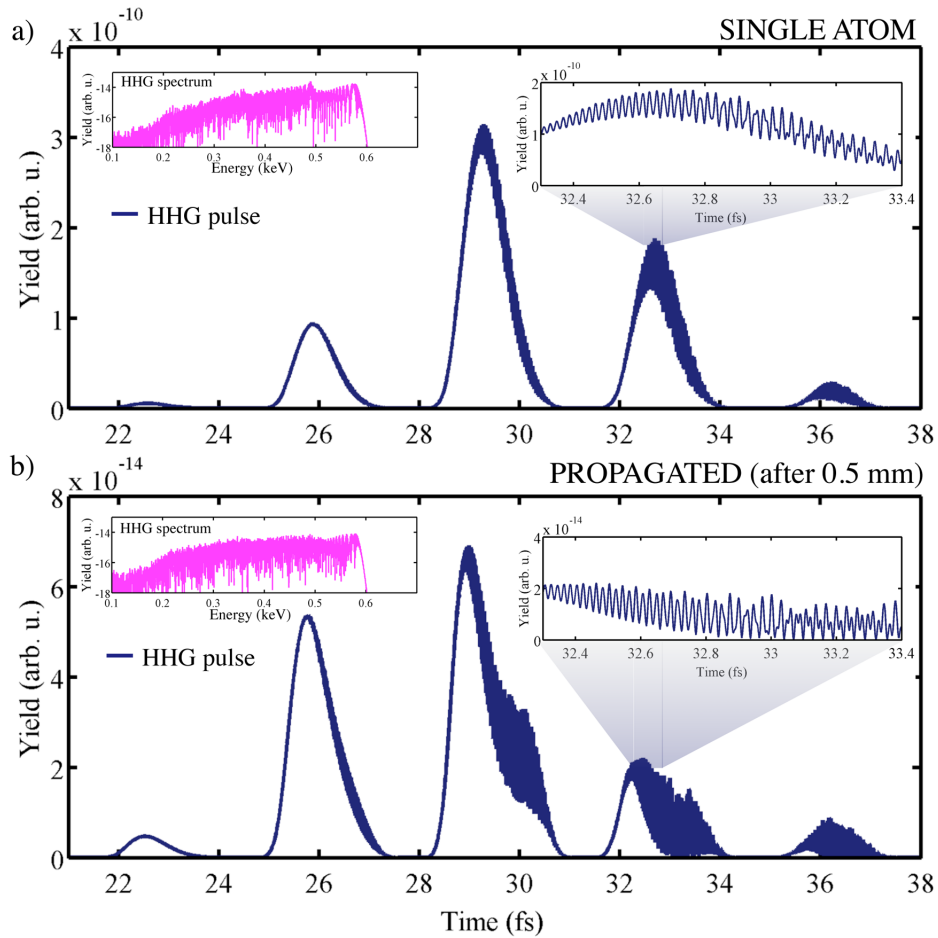 a)
x 10^-10
SINGLE ATOM
4
3
2
1
0
Yield (arb. u.)
HHG spectrum
-14
-16
-18
Yield (arb. u.)
0.1 0.2 0.3 0.4 0.5 0.6
Energy (keV)
HHG pulse
x 10^-10
2
1
0
Yield (arb. u.)
32.4 32.6 32.8 33 33.2 33.4
Time (fs)
22 24 26 28 30 32 34 36 38
b)
x 10^-14
PROPAGATED (after 0.5 mm)
8
6
4
2
0
Yield (arb. u.)
HHG spectrum
-14
-16
-18
Yield (arb. u.)
0.1 0.2 0.3 0.4 0.5 0.6
Energy (keV)
HHG pulse
x 10^-14
4
2
0
Yield (arb. u.)
32.4 32.6 32.8 33 33.2 33.4
Time (fs)
22 24 26 28 30 32 34 36 38
Time (fs)